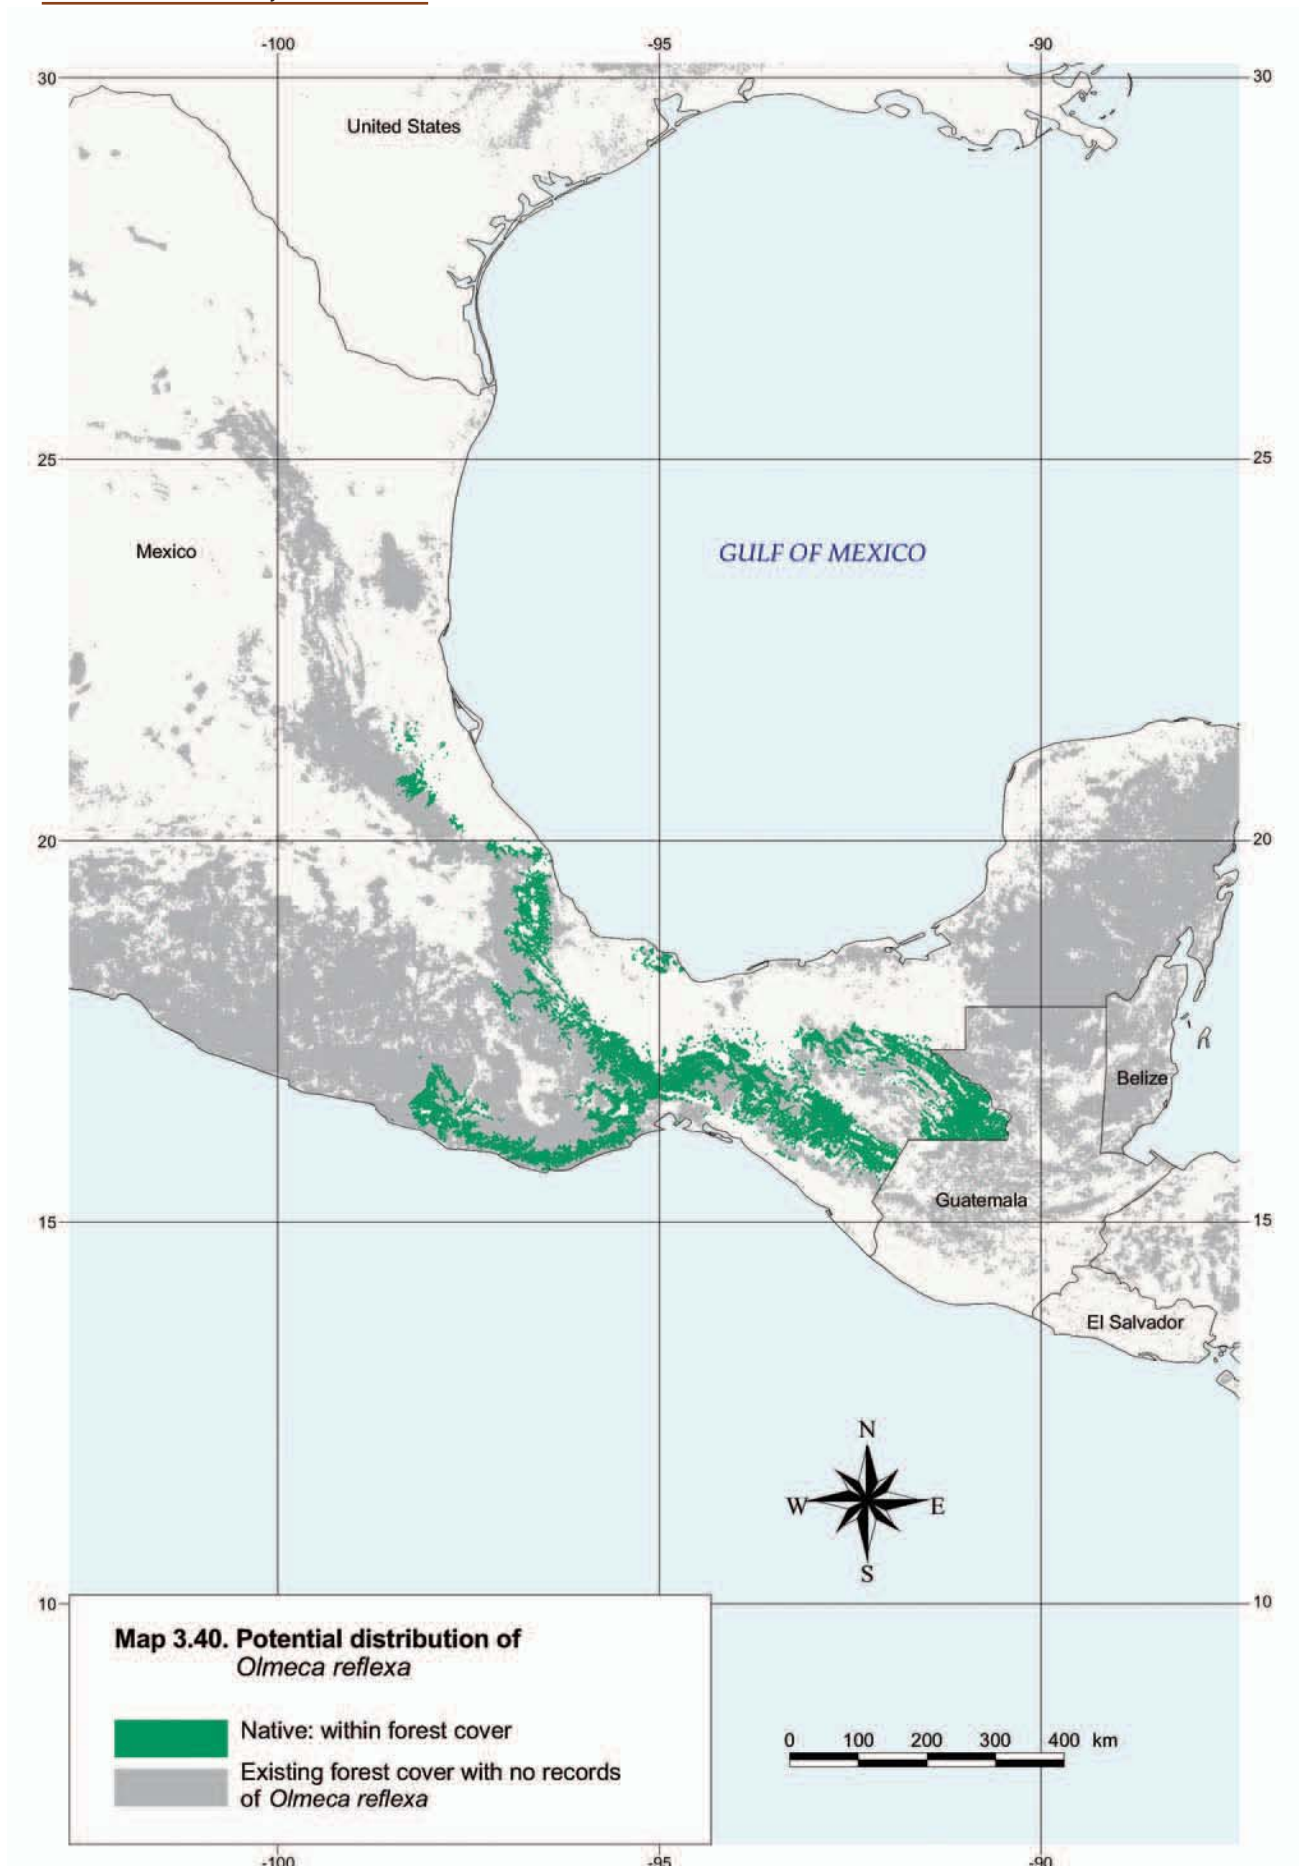 -100 -95 -90
30 30
United States
25 25
Mexico
GULF OF MEXICO
20 20
Belize
Guatemala
15 15
El Salvador
N
W E
S
10 10
Map 3.40. Potential distribution of
Olmeca reflexa
Native: within forest cover
Existing forest cover with no records
of Olmeca reflexa
0 100 200 300 400 km
-100 -95 -90